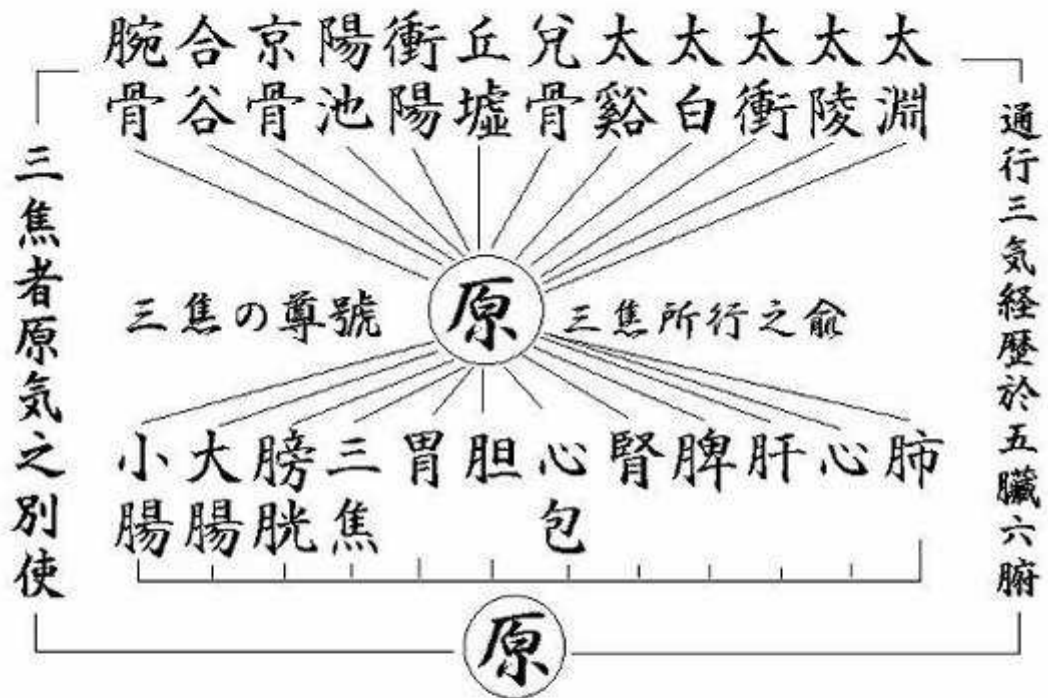 通行三気経歴於五臓六腑
太淵
太陵
太衝
太白
太谿
兌骨
丘墟
衝陽
陽池
京骨
合谷
腕骨
三焦者原気之別使
三焦の尊號
原
三焦所行之兪
肺
心
肝
脾
腎
心包
胆
胃
三焦
膀胱
大腸
小腸
原